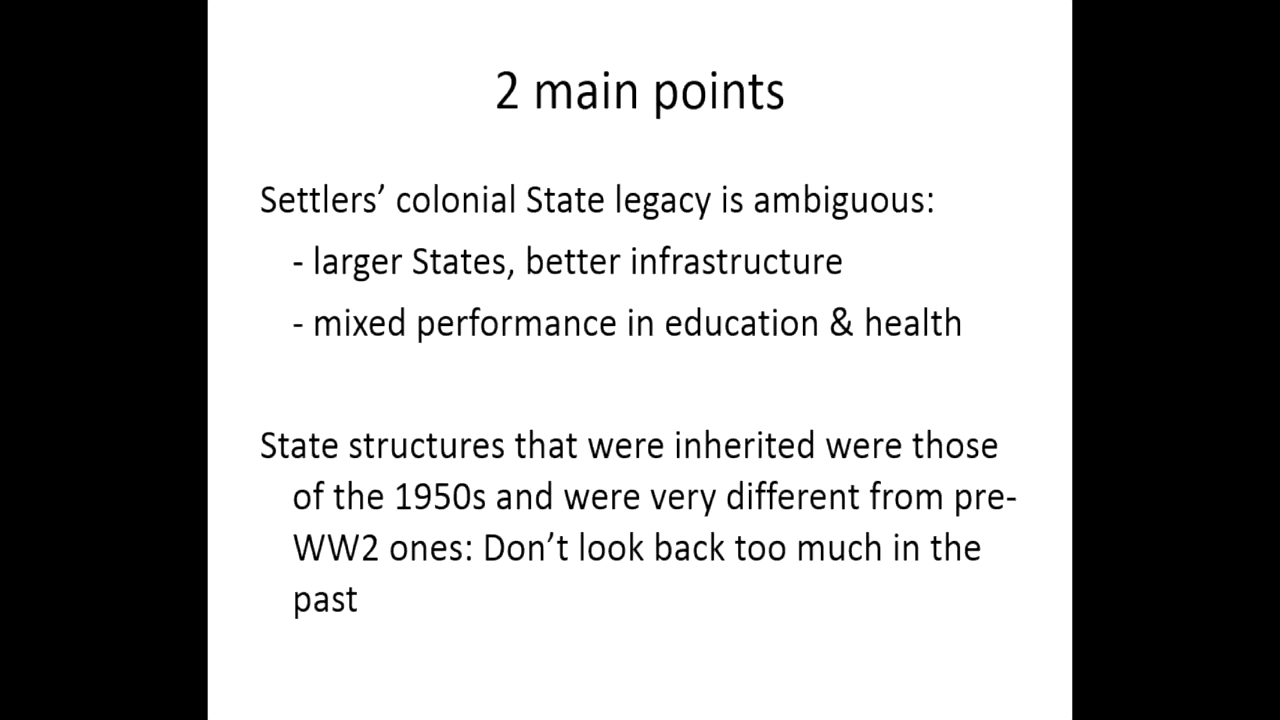 2 main points
Settlers’ colonial State legacy is ambiguous:
- larger States, better infrastructure
- mixed performance in education & health
State structures that were inherited were those
of the 1950s and were very different from pre-
WW2 ones: Don’t look back too much in the
past